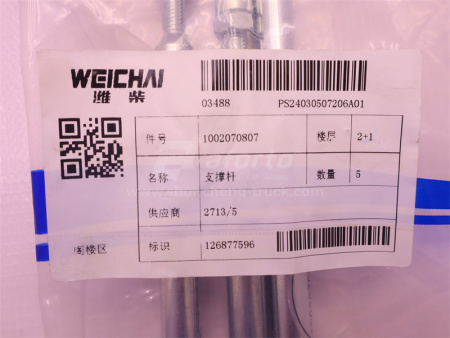 WEICHAI
潍柴
03488 PS24030507206A01
件号 1002070807 楼层 2+1
名称 支撑杆 数量 5
供应商 2713/5
阁楼区 标识 126877596